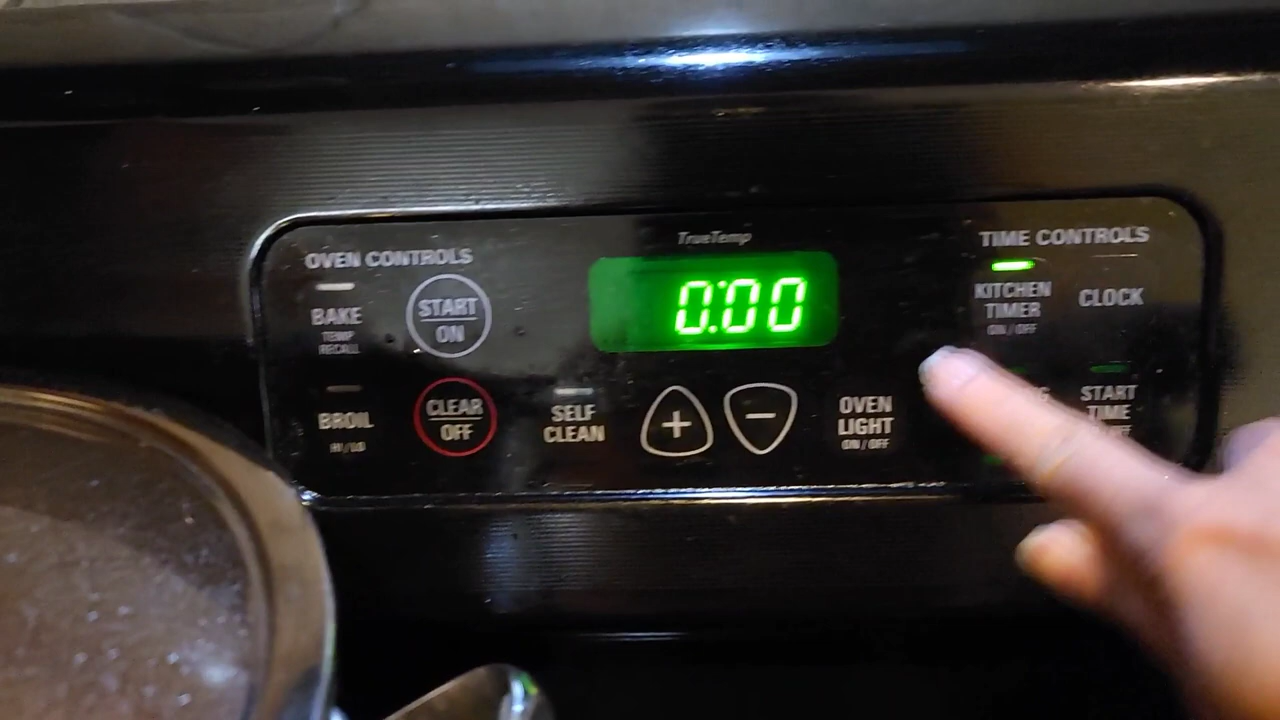 TrueTemp
OVEN CONTROLS
BAKE
TEMP
RECALL
START
ON
BROIL
HI/LO
CLEAR
OFF
SELF
CLEAN
0:00
+
−
OVEN
LIGHT
ON/OFF
TIME CONTROLS
KITCHEN
TIMER
ON/OFF
CLOCK
START
TIME